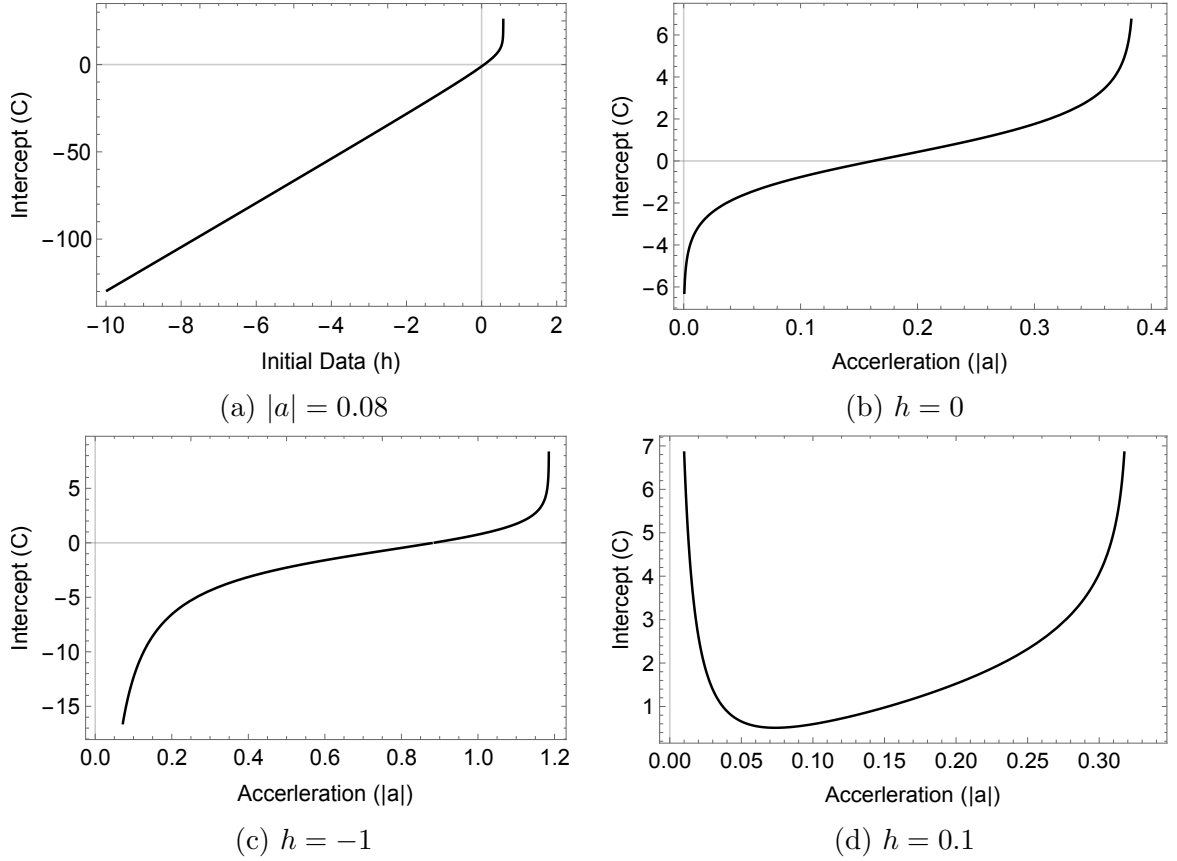 0
−50
−100
Intercept (C)
−10 −8 −6 −4 −2 0 2
Initial Data (h)
(a) |a| = 0.08
6
4
2
0
−2
−4
−6
Intercept (C)
0.0 0.1 0.2 0.3 0.4
Accerleration (|a|)
(b) h = 0
5
0
−5
−10
−15
Intercept (C)
0.0 0.2 0.4 0.6 0.8 1.0 1.2
Accerleration (|a|)
(c) h = −1
7
6
5
4
3
2
1
Intercept (C)
0.00 0.05 0.10 0.15 0.20 0.25 0.30
Accerleration (|a|)
(d) h = 0.1